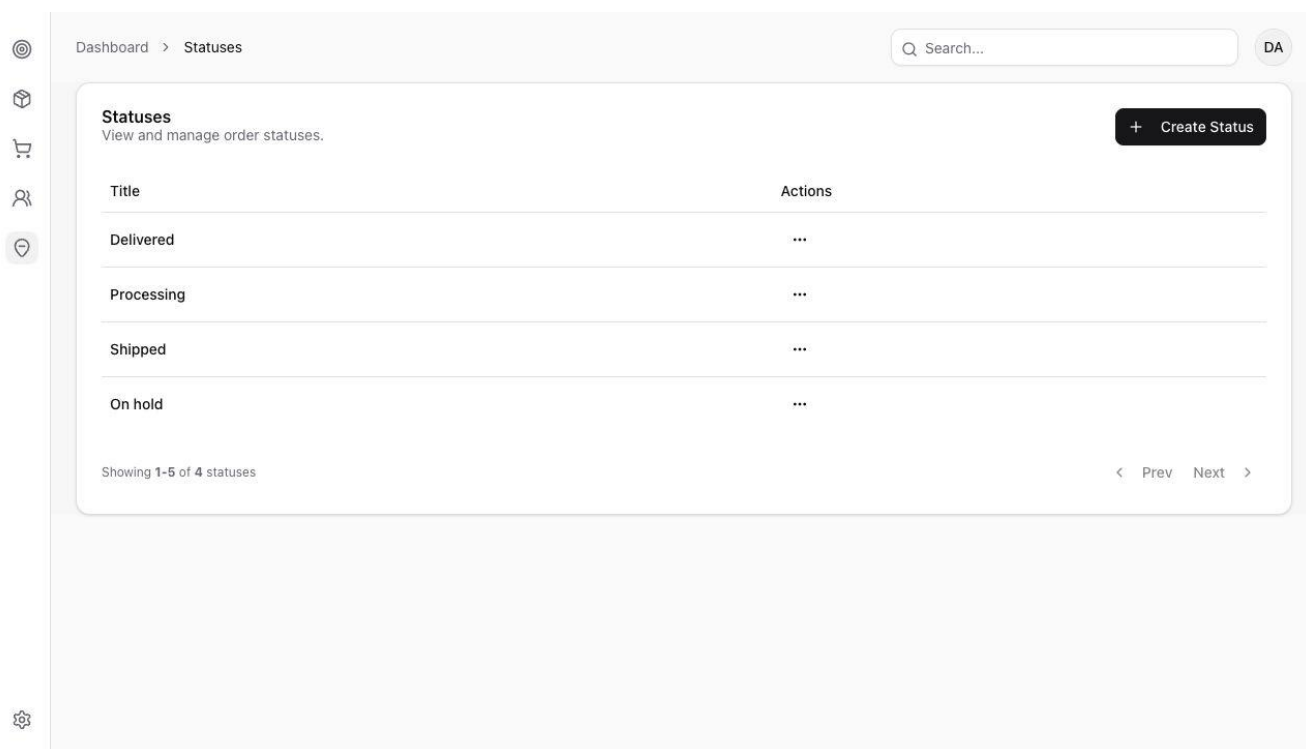 Dashboard > Statuses
Search...
DA
Statuses
View and manage order statuses.
+ Create Status
Title Actions
Delivered ...
Processing ...
Shipped ...
On hold ...
Showing 1-5 of 4 statuses
< Prev Next >